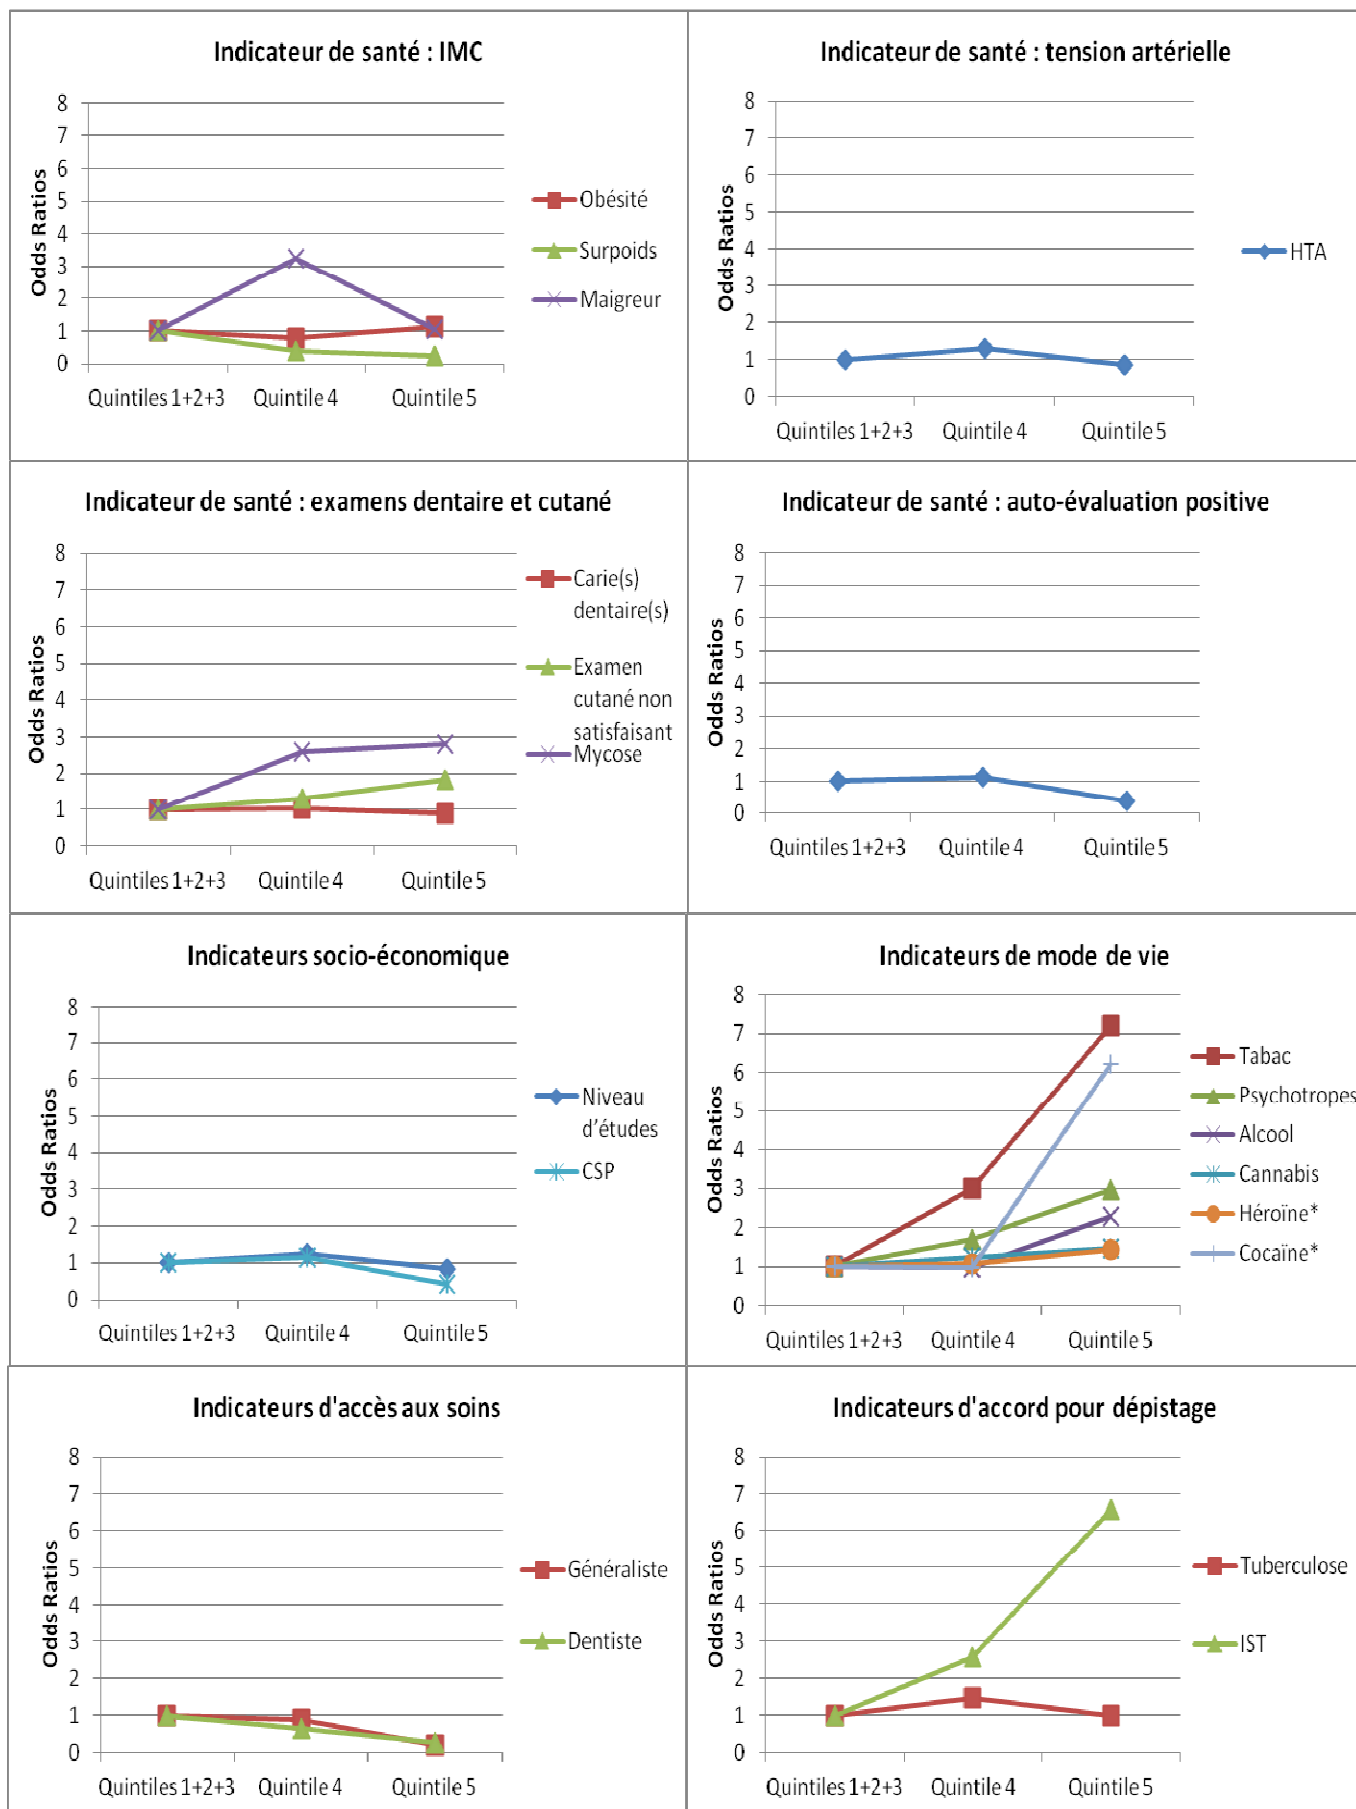 Indicateur de santé : IMC
8
7
6
5
4
3
2
1
0
Odds Ratios
Quintiles 1+2+3
Quintile 4
Quintile 5
Obésité
Surpoids
Maigreur
Indicateur de santé : tension artérielle
8
7
6
5
4
3
2
1
0
Odds Ratios
Quintiles 1+2+3
Quintile 4
Quintile 5
HTA
Indicateur de santé : examens dentaire et cutané
8
7
6
5
4
3
2
1
0
Odds Ratios
Quintiles 1+2+3
Quintile 4
Quintile 5
Carie(s)
dentaire(s)
Examen
cutané non
satisfaisant
Mycose
Indicateur de santé : auto-évaluation positive
8
7
6
5
4
3
2
1
0
Odds Ratios
Quintiles 1+2+3
Quintile 4
Quintile 5
Indicateurs socio-économique
8
7
6
5
4
3
2
1
0
Odds Ratios
Quintiles 1+2+3
Quintile 4
Quintile 5
Niveau
d'études
CSP
Indicateurs de mode de vie
8
7
6
5
4
3
2
1
0
Odds Ratios
Quintiles 1+2+3
Quintile 4
Quintile 5
Tabac
Psychotropes
Alcool
Cannabis
Héroïne*
Cocaïne*
Indicateurs d'accès aux soins
8
7
6
5
4
3
2
1
0
Odds Ratios
Quintiles 1+2+3
Quintile 4
Quintile 5
Généraliste
Dentiste
Indicateurs d'accord pour dépistage
8
7
6
5
4
3
2
1
0
Odds Ratios
Quintiles 1+2+3
Quintile 4
Quintile 5
Tuberculose
IST